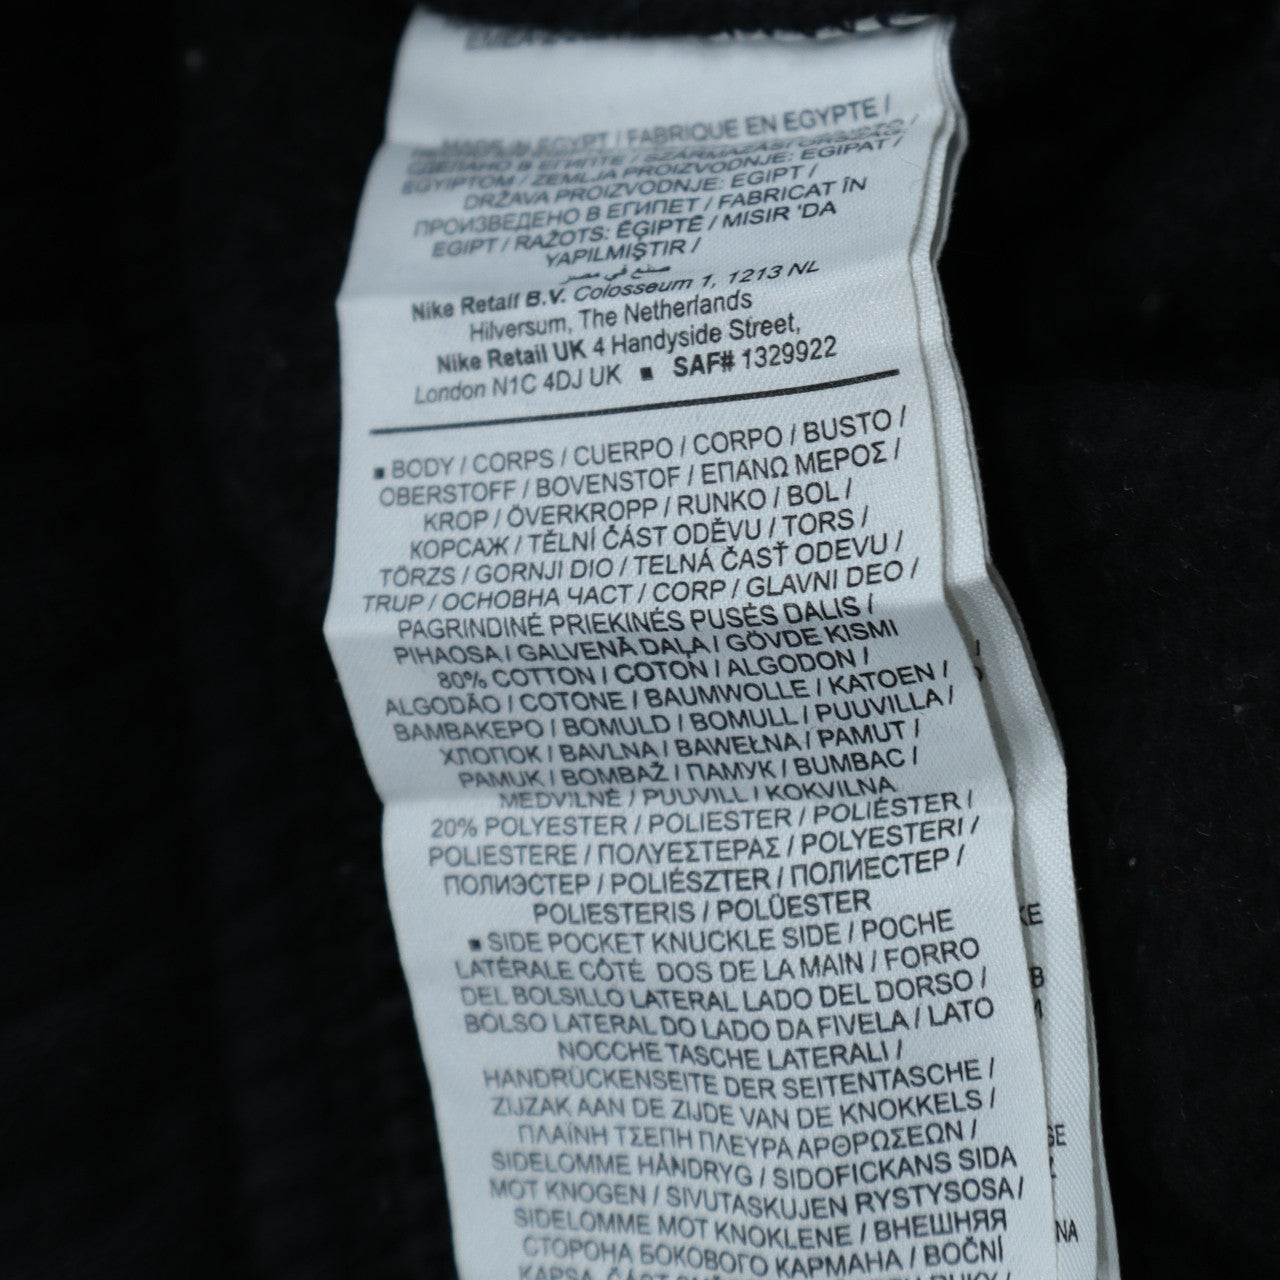 MADE IN EGYPT / FABRIQUE EN EGYPTE /
СДЕЛАНО В ЕГИПТЕ / SZÁRMAZÁSI ORSZÁG:
EGYIPTOM / ZEMLJA PROIZVODNJE: EGIPAT /
DRŽAVA PROIZVODNJE: EGIPT /
ПРОИЗВЕДЕНО В ЕГИПЕТ / FABRICAT ÎN
EGIPT / RAŽOTS: ĒĢIPTĒ / MISIR 'DA
YAPILMIŞTIR /
صنع في مصر
Nike Retail B.V. Colosseum 1, 1213 NL
Hilversum, The Netherlands
Nike Retail UK 4 Handyside Street,
London N1C 4DJ UK ■ SAF# 1329922
■ BODY / CORPS / CUERPO / CORPO / BUSTO /
OBERSTOFF / BOVENSTOF / ΕΠΑΝΩ ΜΕΡΟΣ /
KROP / ÖVERKROPP / RUNKO / BOL /
КОРСАЖ / TĚLNÍ ČÁST ODĚVU / TORS /
TÖRZS / GORNJI DIO / TELNÁ ČASŤ ODEVU /
TRUP / ОСНОВНА ЧАСТ / CORP / GLAVNI DEO /
PAGRINDINĖ PRIEKINĖS PUSĖS DALIS /
PIHAOSA / GALVENĀ DAĻA / GÖVDE KISMI
80% COTTON / COTON / ALGODON /
ALGODÃO / COTONE / BAUMWOLLE / KATOEN /
ΒΑΜΒΑΚΕΡΟ / BOMULD / BOMULL / PUUVILLA /
ХЛОПОК / BAVLNA / BAWEŁNA / PAMUT /
PAMUK / BOMBAŽ / ПАМУК / BUMBAC /
MEDVILNĖ / PUUVILL / KOKVILNA
20% POLYESTER / POLIESTER / POLIÉSTER /
POLIESTERE / ΠΟΛΥΕΣΤΕΡΑΣ / POLYESTERI /
ПОЛИЭСТЕР / POLIÉSZTER / ПОЛИЕСТЕР /
POLIESTERIS / POLÜESTER
■ SIDE POCKET KNUCKLE SIDE / POCHE
LATÉRALE CÔTÉ DOS DE LA MAIN / FORRO
DEL BOLSILLO LATERAL LADO DEL DORSO /
BOLSO LATERAL DO LADO DA FIVELA / LATO
NOCCHE TASCHE LATERALI /
HANDRÜCKENSEITE DER SEITENTASCHE /
ZIJZAK AAN DE ZIJDE VAN DE KNOKKELS /
ΠΛΑΪΝΗ ΤΣΕΠΗ ΠΛΕΥΡΑ ΑΡΘΡΩΣΕΩΝ /
SIDELOMME HÅNDRYG / SIDOFICKANS SIDA
MOT KNOGEN / SIVUTASKUJEN RYSTYSOSA /
SIDELOMME MOT KNOKLENE / ВНЕШНЯЯ
СТОРОНА БОКОВОГО КАРМАНА / BOČNÍ